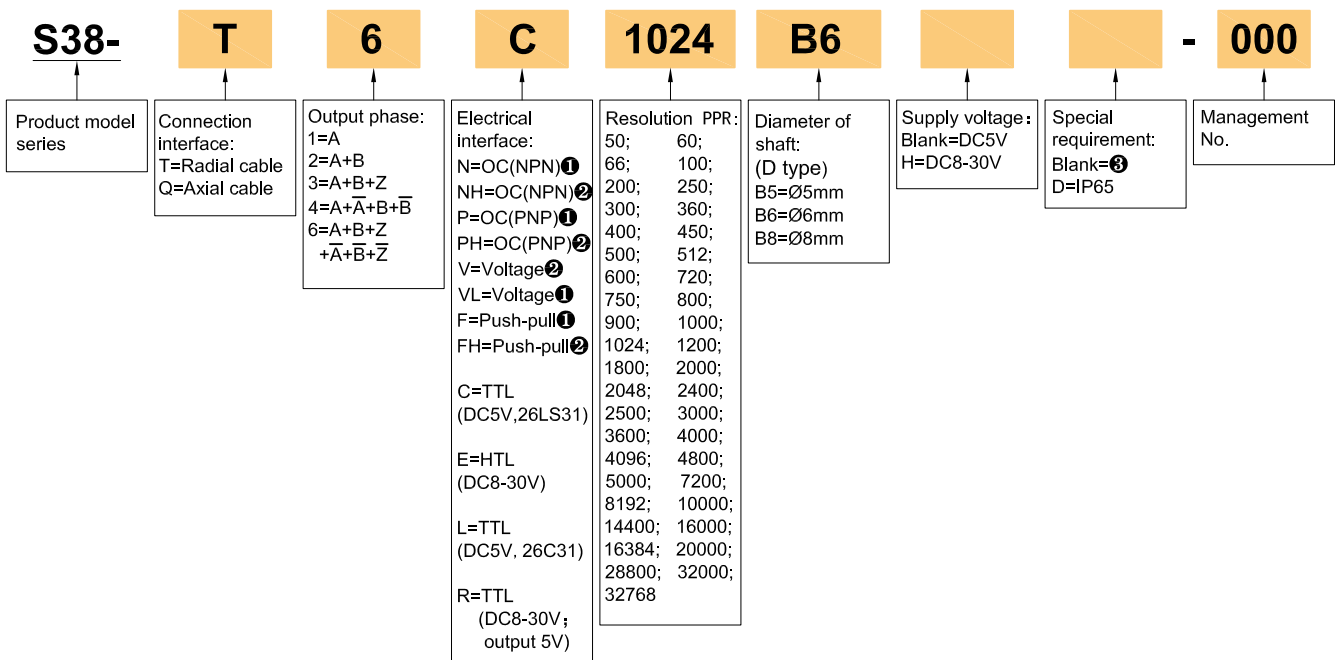 S38- T 6 C 1024 B6 - 000
Product model
series
Connection
interface:
T=Radial cable
Q=Axial cable
Output phase:
1=A
2=A+B
3=A+B+Z
4=A+A̅+B+B̅
6=A+B+Z
+A̅+B̅+Z̅
Electrical
interface:
N=OC(NPN)❶
NH=OC(NPN)❷
P=OC(PNP)❶
PH=OC(PNP)❷
V=Voltage❷
VL=Voltage❶
F=Push-pull❶
FH=Push-pull❷
C=TTL
(DC5V,26LS31)
E=HTL
(DC8-30V)
L=TTL
(DC5V, 26C31)
R=TTL
(DC8-30V;
output 5V)
Resolution PPR:
50; 60;
66; 100;
200; 250;
300; 360;
400; 450;
500; 512;
600; 720;
750; 800;
900; 1000;
1024; 1200;
1800; 2000;
2048; 2400;
2500; 3000;
3600; 4000;
4096; 4800;
5000; 7200;
8192; 10000;
14400; 16000;
16384; 20000;
28800; 32000;
32768
Diameter of
shaft:
(D type)
B5=Ø5mm
B6=Ø6mm
B8=Ø8mm
Supply voltage:
Blank=DC5V
H=DC8-30V
Special
requirement:
Blank=❸
D=IP65
Management
No.